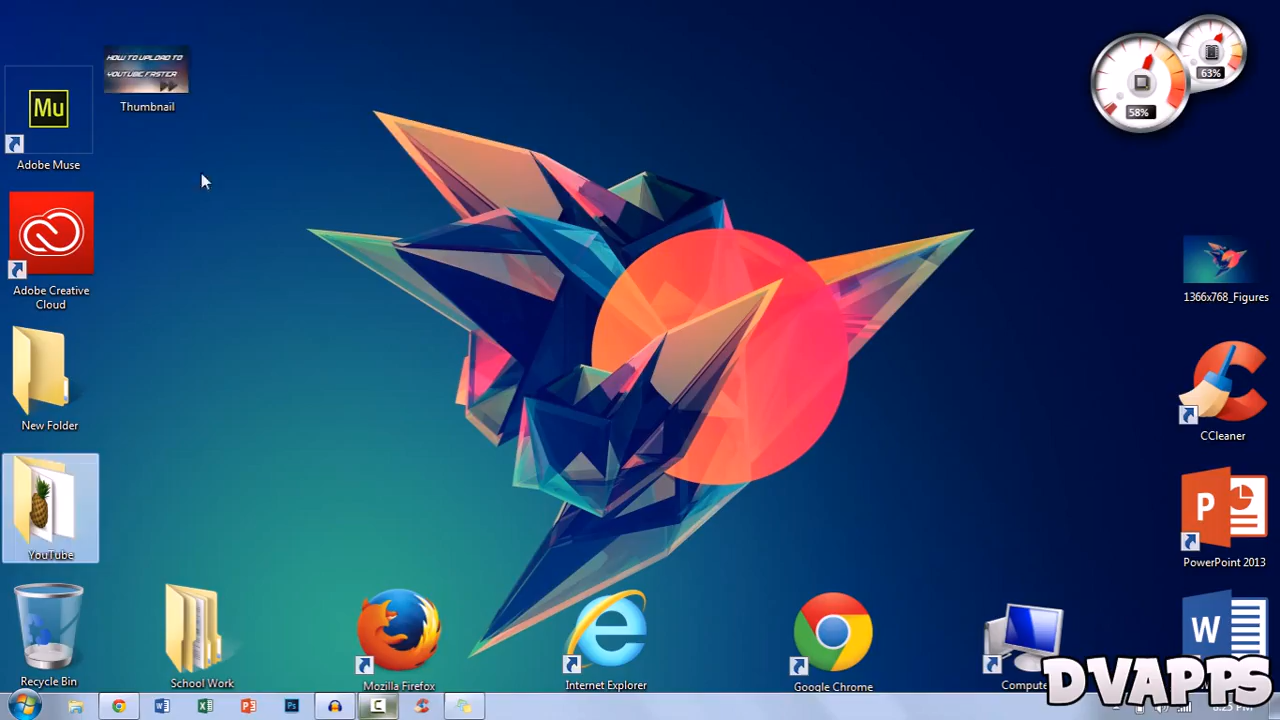 HOW TO UPLOAD TO
YOUTUBE FASTER
Thumbnail
Mu
Adobe Muse
Adobe Creative
Cloud
New Folder
YouTube
Recycle Bin
School Work
Mozilla Firefox
Internet Explorer
Google Chrome
58%
63%
1366x768_Figures
CCleaner
P
PowerPoint 2013
W
DVAPPS